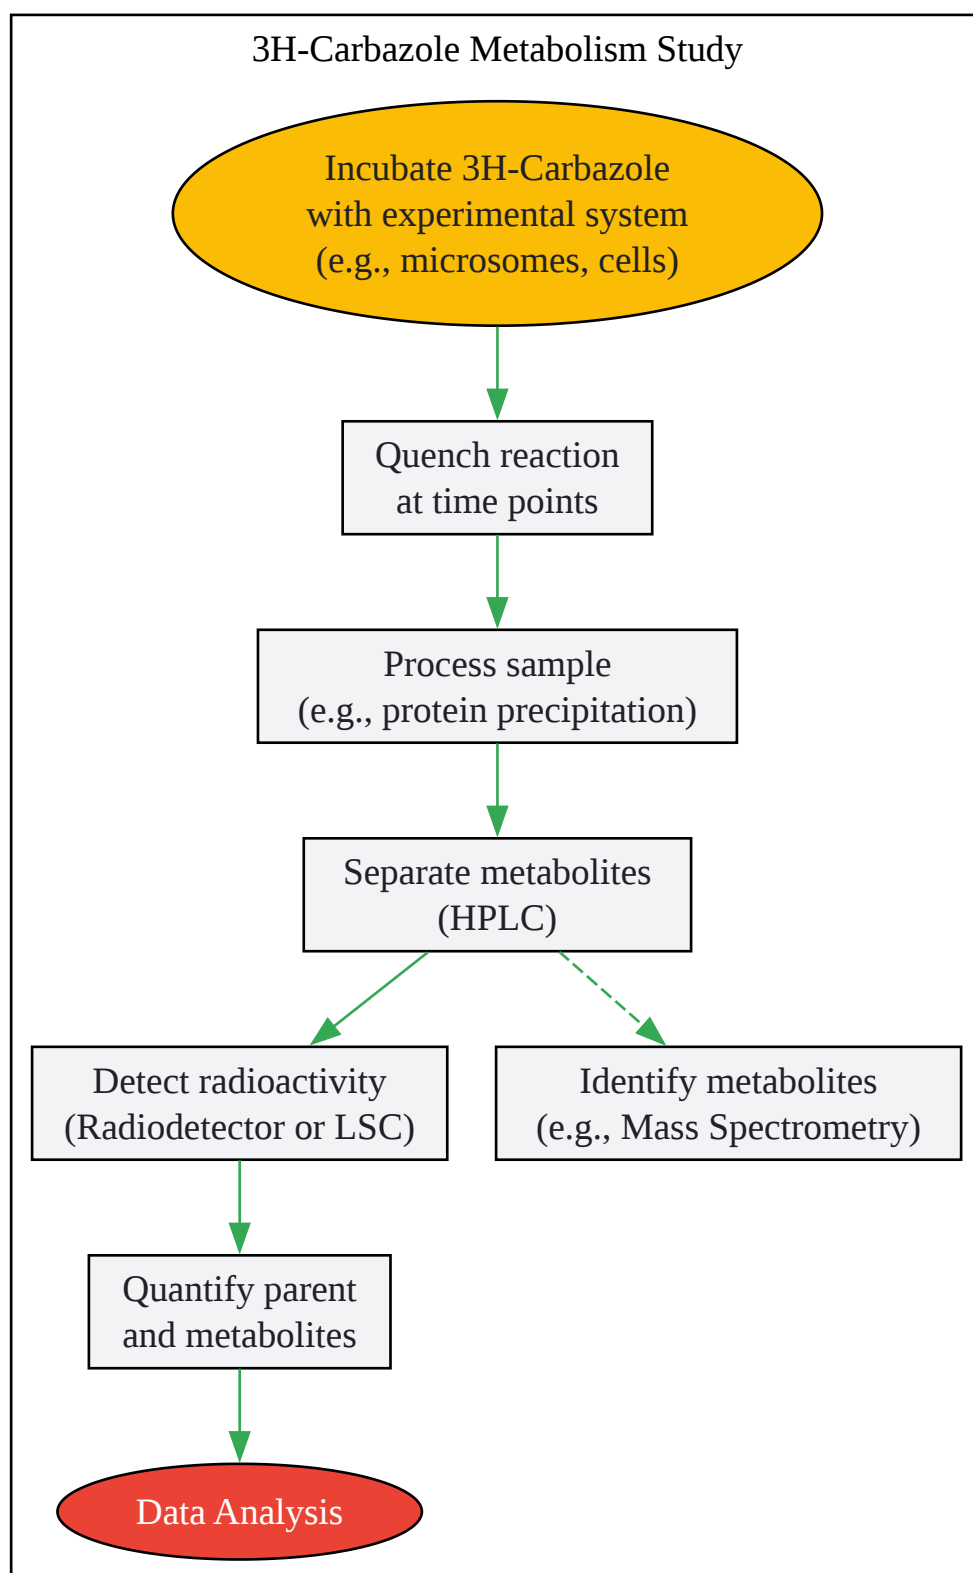 3H-Carbazole Metabolism Study
Incubate 3H-Carbazole
with experimental system
(e.g., microsomes, cells)
Quench reaction
at time points
Process sample
(e.g., protein precipitation)
Separate metabolites
(HPLC)
Detect radioactivity
(Radiodetector or LSC)
Identify metabolites
(e.g., Mass Spectrometry)
Quantify parent
and metabolites
Data Analysis